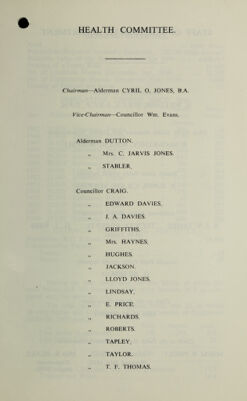 HEALTH COMMITTEE.
Chairman—Alderman CYRIL O. JONES, B.A.
Vice-Chairman—Councillor Wm. Evans.
Alderman DUTTON.
„ Mrs. C. JARVIS JONES.
„ STABLER.
Councillor CRAIG.
„ EDWARD DAVIES.
„ J. A. DAVIES.
„ GRIFFITHS.
„ Mrs. HAYNES.
„ HUGHES.
„ JACKSON.
„ LLOYD JONES.
„ LINDSAY.
„ E. PRICE.
„ RICHARDS.
„ ROBERTS.
„ TAPLEY.
„ TAYLOR.
„ T. F. THOMAS.